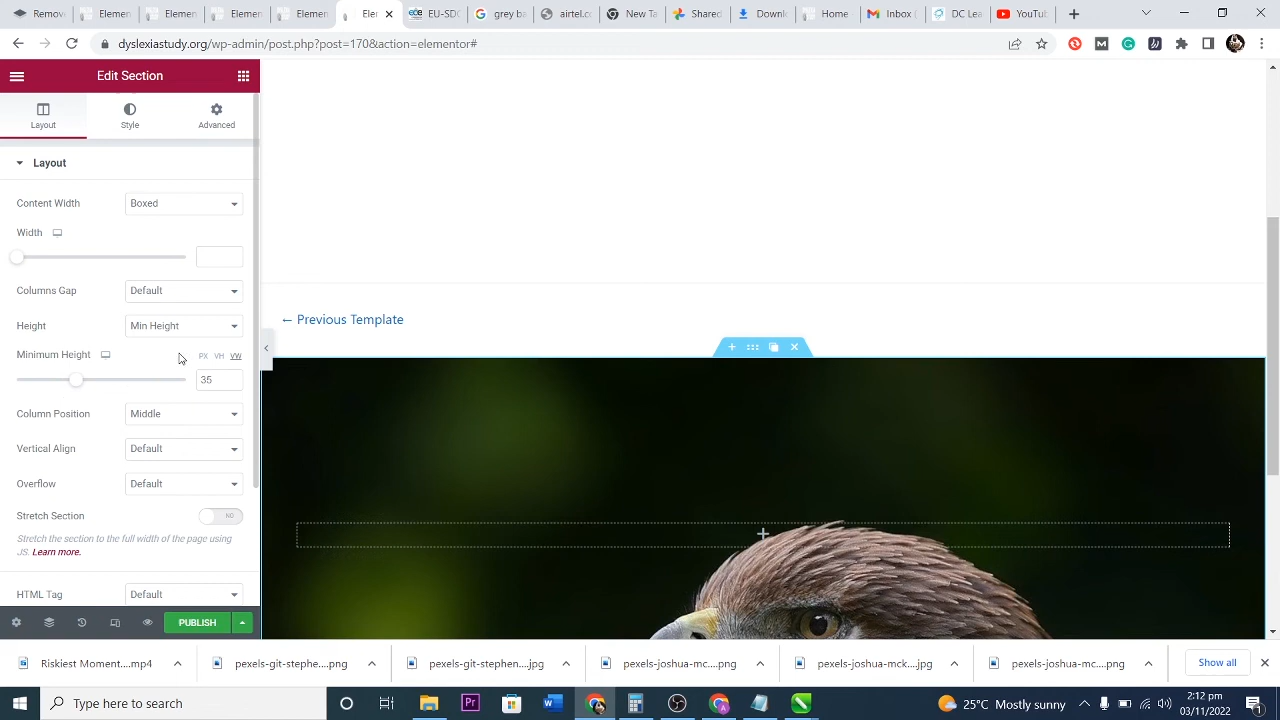 Remedi
Elemen
Elemen
Elemen
Ele
EU-SDC
grey be
airtel.co
New Ta
Shared
Downlo
Home
Inbox (
DC Lea
YouTub
dyslexiastudy.org/wp-admin/post.php?post=170&action=elementor#
Edit Section
Layout
Style
Advanced
Layout
Content Width
Boxed
Width
Columns Gap
Default
Height
Min Height
Minimum Height
PX VH VW
35
Column Position
Middle
Vertical Align
Default
Overflow
Default
Stretch Section
NO
Stretch the section to the full width of the page using
JS. Learn more.
HTML Tag
Default
PUBLISH
← Previous Template
Riskiest Moment....mp4
pexels-git-stephe....png
pexels-git-stephen....jpg
pexels-joshua-mc....png
pexels-joshua-mck....jpg
pexels-joshua-mc....png
Show all
Type here to search
25°C Mostly sunny
2:12 pm
03/11/2022